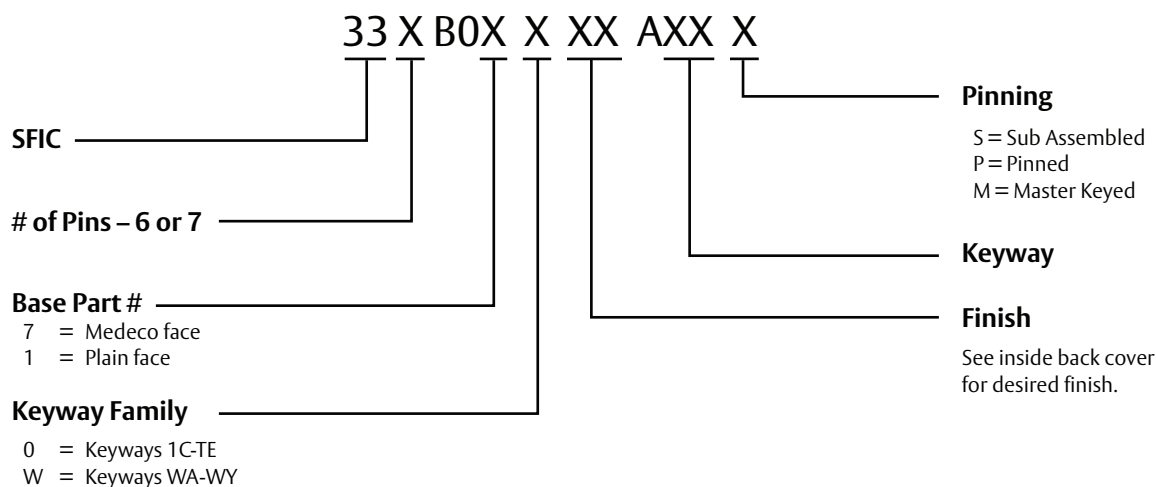 33 X B0X X XX AXX X
SFIC
# of Pins – 6 or 7
Base Part #
7 = Medeco face
1 = Plain face
Keyway Family
0 = Keyways 1C-TE
W = Keyways WA-WY
Pinning
S = Sub Assembled
P = Pinned
M = Master Keyed
Keyway
Finish
See inside back cover
for desired finish.